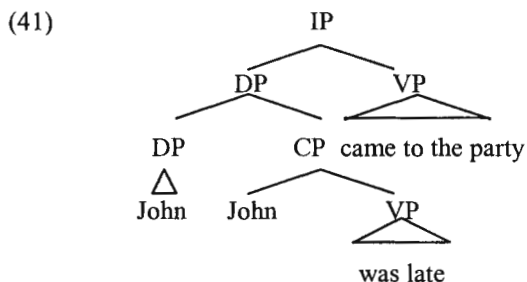 (41) IP
DP VP
DP CP came to the party
John John VP
was late